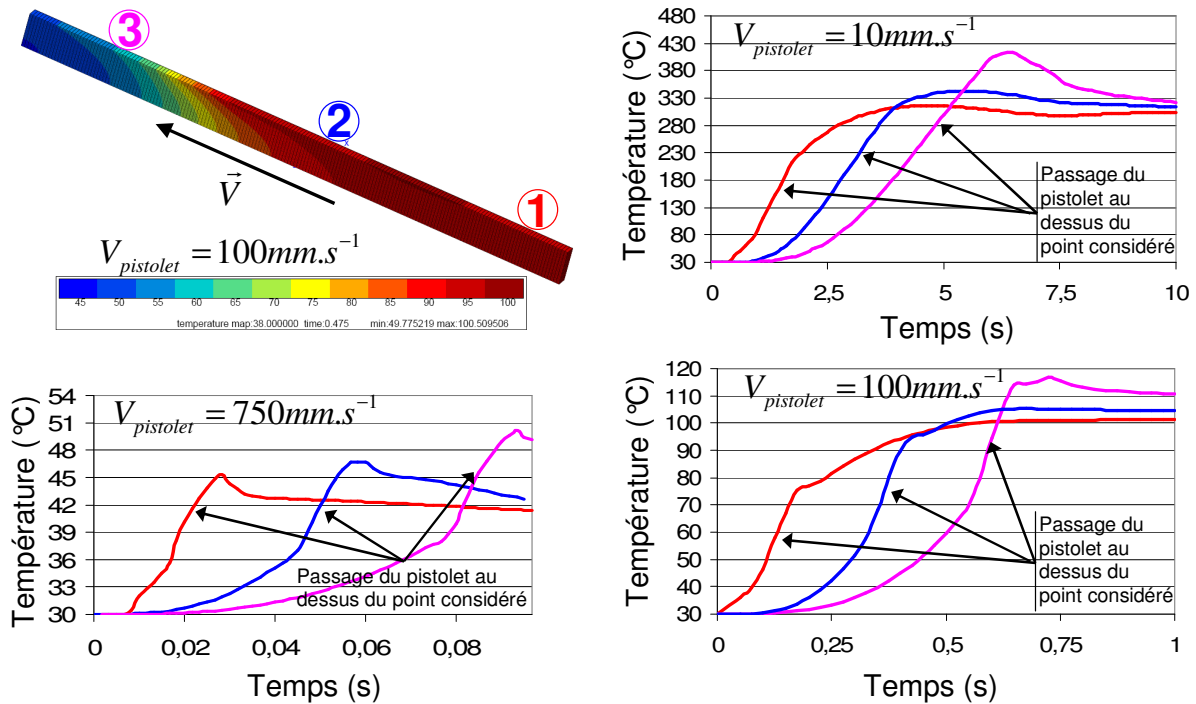 3
2
x
1
V⃗
V pistolet = 100mm.s⁻¹
45 50 55 60 65 70 75 80 85 90 95 100
temperature map:38.000000 time:0.475 min:49.775219 max:100.509506
V pistolet = 10mm.s⁻¹
Température (°C)
480
430
380
330
280
230
180
130
80
30
0 2,5 5 7,5 10
Temps (s)
Passage du
pistolet au
dessus du
point considéré
V pistolet = 750mm.s⁻¹
Température (°C)
54
51
48
45
42
39
36
33
30
0 0,02 0,04 0,06 0,08
Temps (s)
Passage du pistolet au
dessus du point considéré
V pistolet = 100mm.s⁻¹
Température (°C)
120
110
100
90
80
70
60
50
40
30
0 0,25 0,5 0,75 1
Temps (s)
Passage du
pistolet au
dessus du
point considéré